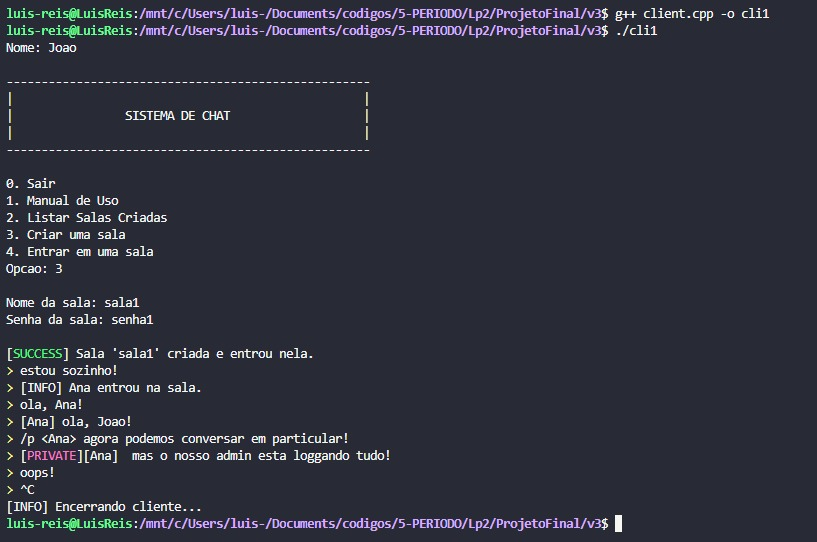 luis-reis@LuisReis:/mnt/c/Users/luis-/Documents/codigos/5-PERIODO/Lp2/ProjetoFinal/v3$ g++ client.cpp -o cli1
luis-reis@LuisReis:/mnt/c/Users/luis-/Documents/codigos/5-PERIODO/Lp2/ProjetoFinal/v3$ ./cli1
Nome: Joao
----------------------------------------------------
|                                                  |
|                SISTEMA DE CHAT                   |
|                                                  |
----------------------------------------------------
0. Sair
1. Manual de Uso
2. Listar Salas Criadas
3. Criar uma sala
4. Entrar em uma sala
Opcao: 3
Nome da sala: sala1
Senha da sala: senha1
[SUCCESS] Sala 'sala1' criada e entrou nela.
> estou sozinho!
> [INFO] Ana entrou na sala.
> ola, Ana!
> [Ana] ola, Joao!
> /p <Ana> agora podemos conversar em particular!
> [PRIVATE][Ana]  mas o nosso admin esta loggando tudo!
> oops!
> ^C
[INFO] Encerrando cliente...
luis-reis@LuisReis:/mnt/c/Users/luis-/Documents/codigos/5-PERIODO/Lp2/ProjetoFinal/v3$